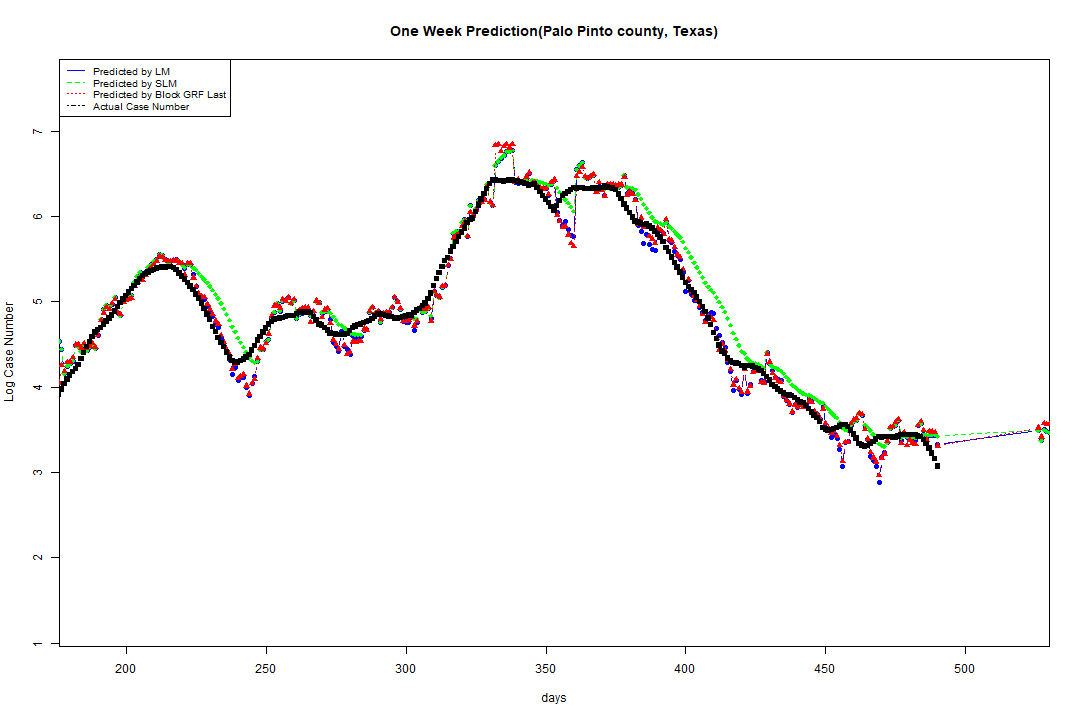 One Week Prediction(Palo Pinto county, Texas)
Predicted by LM
Predicted by SLM
Predicted by Block GRF Last
Actual Case Number
7
6
5
4
3
2
1
Log Case Number
200 250 300 350 400 450 500
days